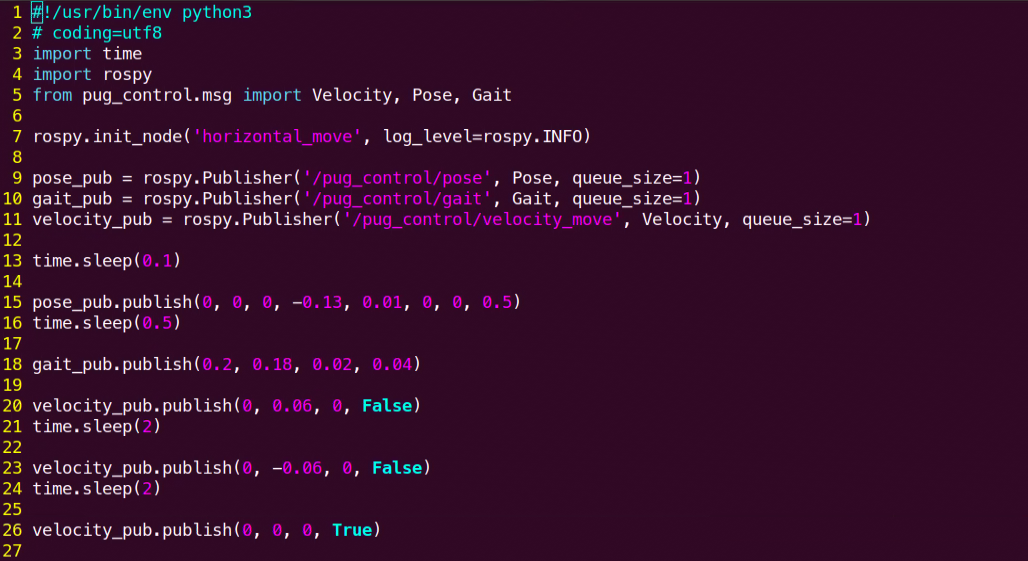 1 #!/usr/bin/env python3
2 # coding=utf8
3 import time
4 import rospy
5 from pug_control.msg import Velocity, Pose, Gait
6
7 rospy.init_node('horizontal_move', log_level=rospy.INFO)
8
9 pose_pub = rospy.Publisher('/pug_control/pose', Pose, queue_size=1)
10 gait_pub = rospy.Publisher('/pug_control/gait', Gait, queue_size=1)
11 velocity_pub = rospy.Publisher('/pug_control/velocity_move', Velocity, queue_size=1)
12
13 time.sleep(0.1)
14
15 pose_pub.publish(0, 0, 0, -0.13, 0.01, 0, 0, 0.5)
16 time.sleep(0.5)
17
18 gait_pub.publish(0.2, 0.18, 0.02, 0.04)
19
20 velocity_pub.publish(0, 0.06, 0, False)
21 time.sleep(2)
22
23 velocity_pub.publish(0, -0.06, 0, False)
24 time.sleep(2)
25
26 velocity_pub.publish(0, 0, 0, True)
27